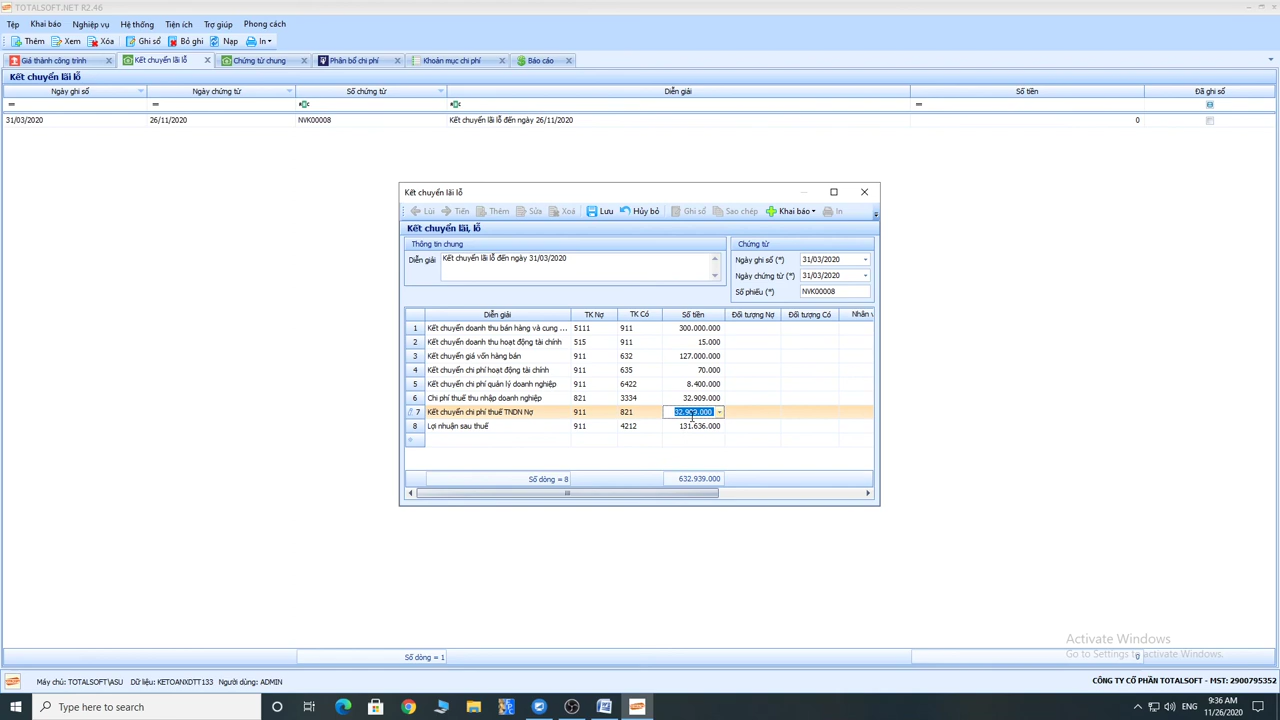 TOTALSOFT.NET R2.46
Tệp Khai báo Nghiệp vụ Hệ thống Tiện ích Trợ giúp Phong cách
Thêm Xem Xóa Ghi sổ Bỏ ghi Nạp In
Giá thành công trình Kết chuyển lãi lỗ Chứng từ chung Phân bổ chi phí Khoản mục chi phí Báo cáo
Kết chuyển lãi lỗ
Ngày ghi sổ Ngày chứng từ Số chứng từ Diễn giải Số tiền Đã ghi sổ
31/03/2020 26/11/2020 NVK00008 Kết chuyển lãi lỗ đến ngày 26/11/2020 0
Kết chuyển lãi lỗ
Lùi Tiến Thêm Sửa Xoá Lưu Hủy bỏ Ghi sổ Sao chép Khai báo In
Kết chuyển lãi, lỗ
Thông tin chung
Diễn giải Kết chuyển lãi lỗ đến ngày 31/03/2020
Chứng từ
Ngày ghi sổ (*) 31/03/2020
Ngày chứng từ (*) 31/03/2020
Số phiếu (*) NVK00008
Diễn giải TK Nợ TK Có Số tiền Đối tượng Nợ Đối tượng Có Nhân v
1 Kết chuyển doanh thu bán hàng và cung ... 5111 911 300.000.000
2 Kết chuyển doanh thu hoạt động tài chính 515 911 15.000
3 Kết chuyển giá vốn hàng bán 911 632 127.000.000
4 Kết chuyển chi phí hoạt động tài chính 911 635 70.000
5 Kết chuyển chi phí quản lý doanh nghiệp 911 6422 8.400.000
6 Chi phí thuế thu nhập doanh nghiệp 821 3334 32.909.000
7 Kết chuyển chi phí thuế TNDN Nợ 911 821 32.909.000
8 Lợi nhuận sau thuế 911 4212 131.636.000
Số dòng = 8 632.939.000
Activate Windows
Go to Settings to activate Windows.
Số dòng = 1 0
Máy chủ: TOTALSOFT\ASU Dữ liệu: KETOANXDTT133 Người dùng: ADMIN CÔNG TY CỔ PHẦN TOTALSOFT - MST: 2900795352
Type here to search
ENG
9:36 AM
11/26/2020